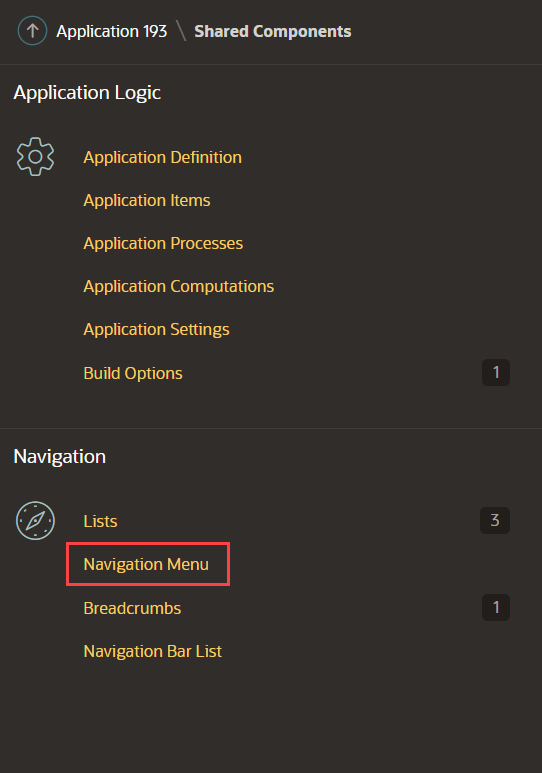 Application 193 \ Shared Components
Application Logic
Application Definition
Application Items
Application Processes
Application Computations
Application Settings
Build Options 1
Navigation
Lists 3
Navigation Menu
Breadcrumbs 1
Navigation Bar List